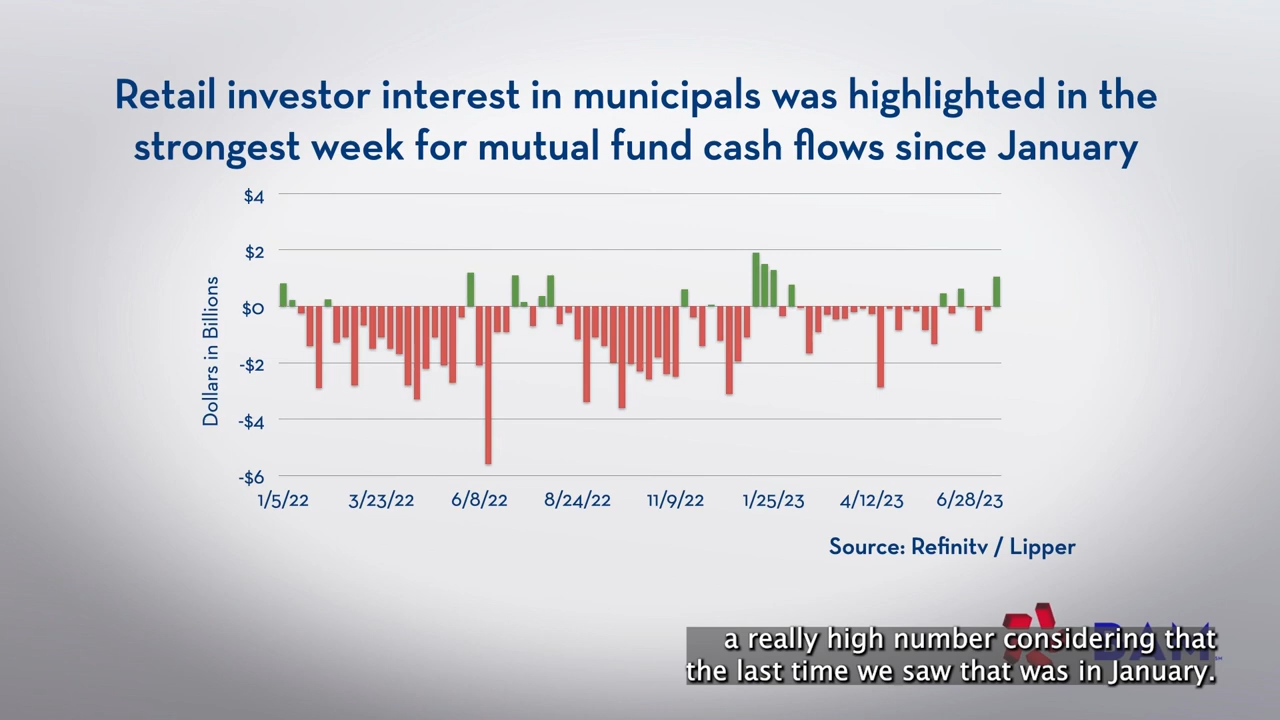 Retail investor interest in municipals was highlighted in the
strongest week for mutual fund cash flows since January
$4
$2
$0
-$2
-$4
-$6
Dollars in Billions
1/5/22 3/23/22 6/8/22 8/24/22 11/9/22 1/25/23 4/12/23 6/28/23
Source: Refinitv / Lipper
DAM
a really high number considering that
the last time we saw that was in January.